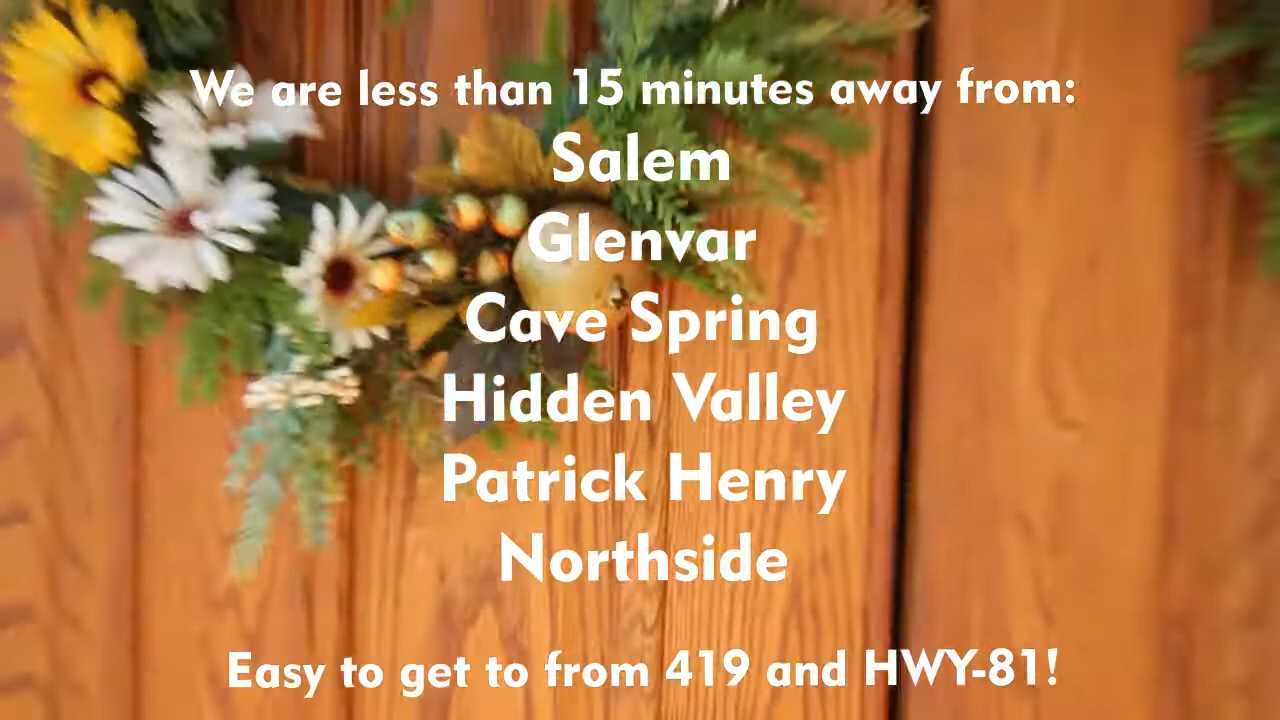 We are less than 15 minutes away from:
Salem
Glenvar
Cave Spring
Hidden Valley
Patrick Henry
Northside
Easy to get to from 419 and HWY-81!